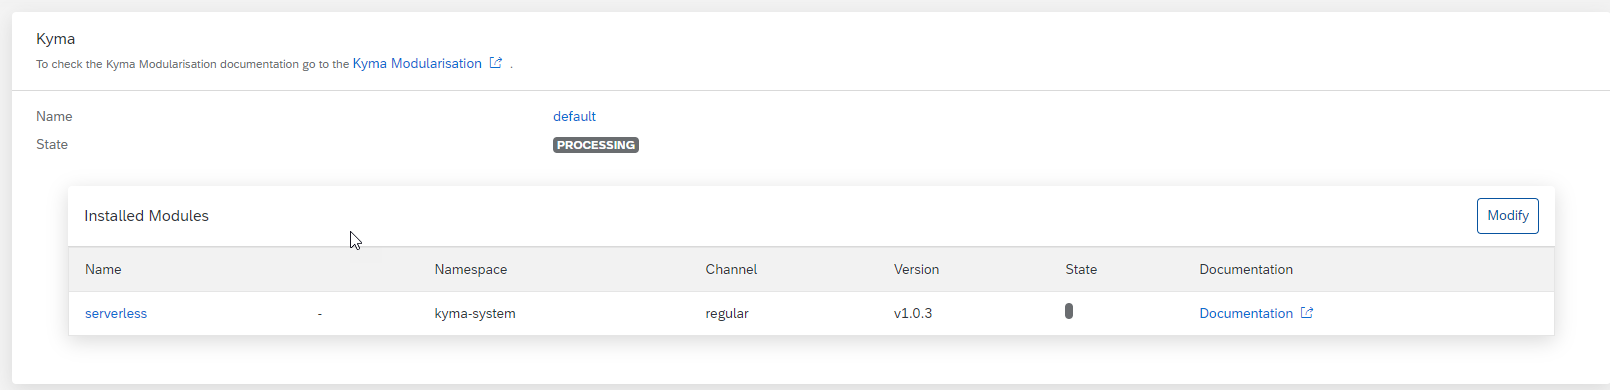 Kyma
To check the Kyma Modularisation documentation go to the Kyma Modularisation .
Name default
State PROCESSING
Installed Modules Modify
Name Namespace Channel Version State Documentation
serverless - kyma-system regular v1.0.3 Documentation